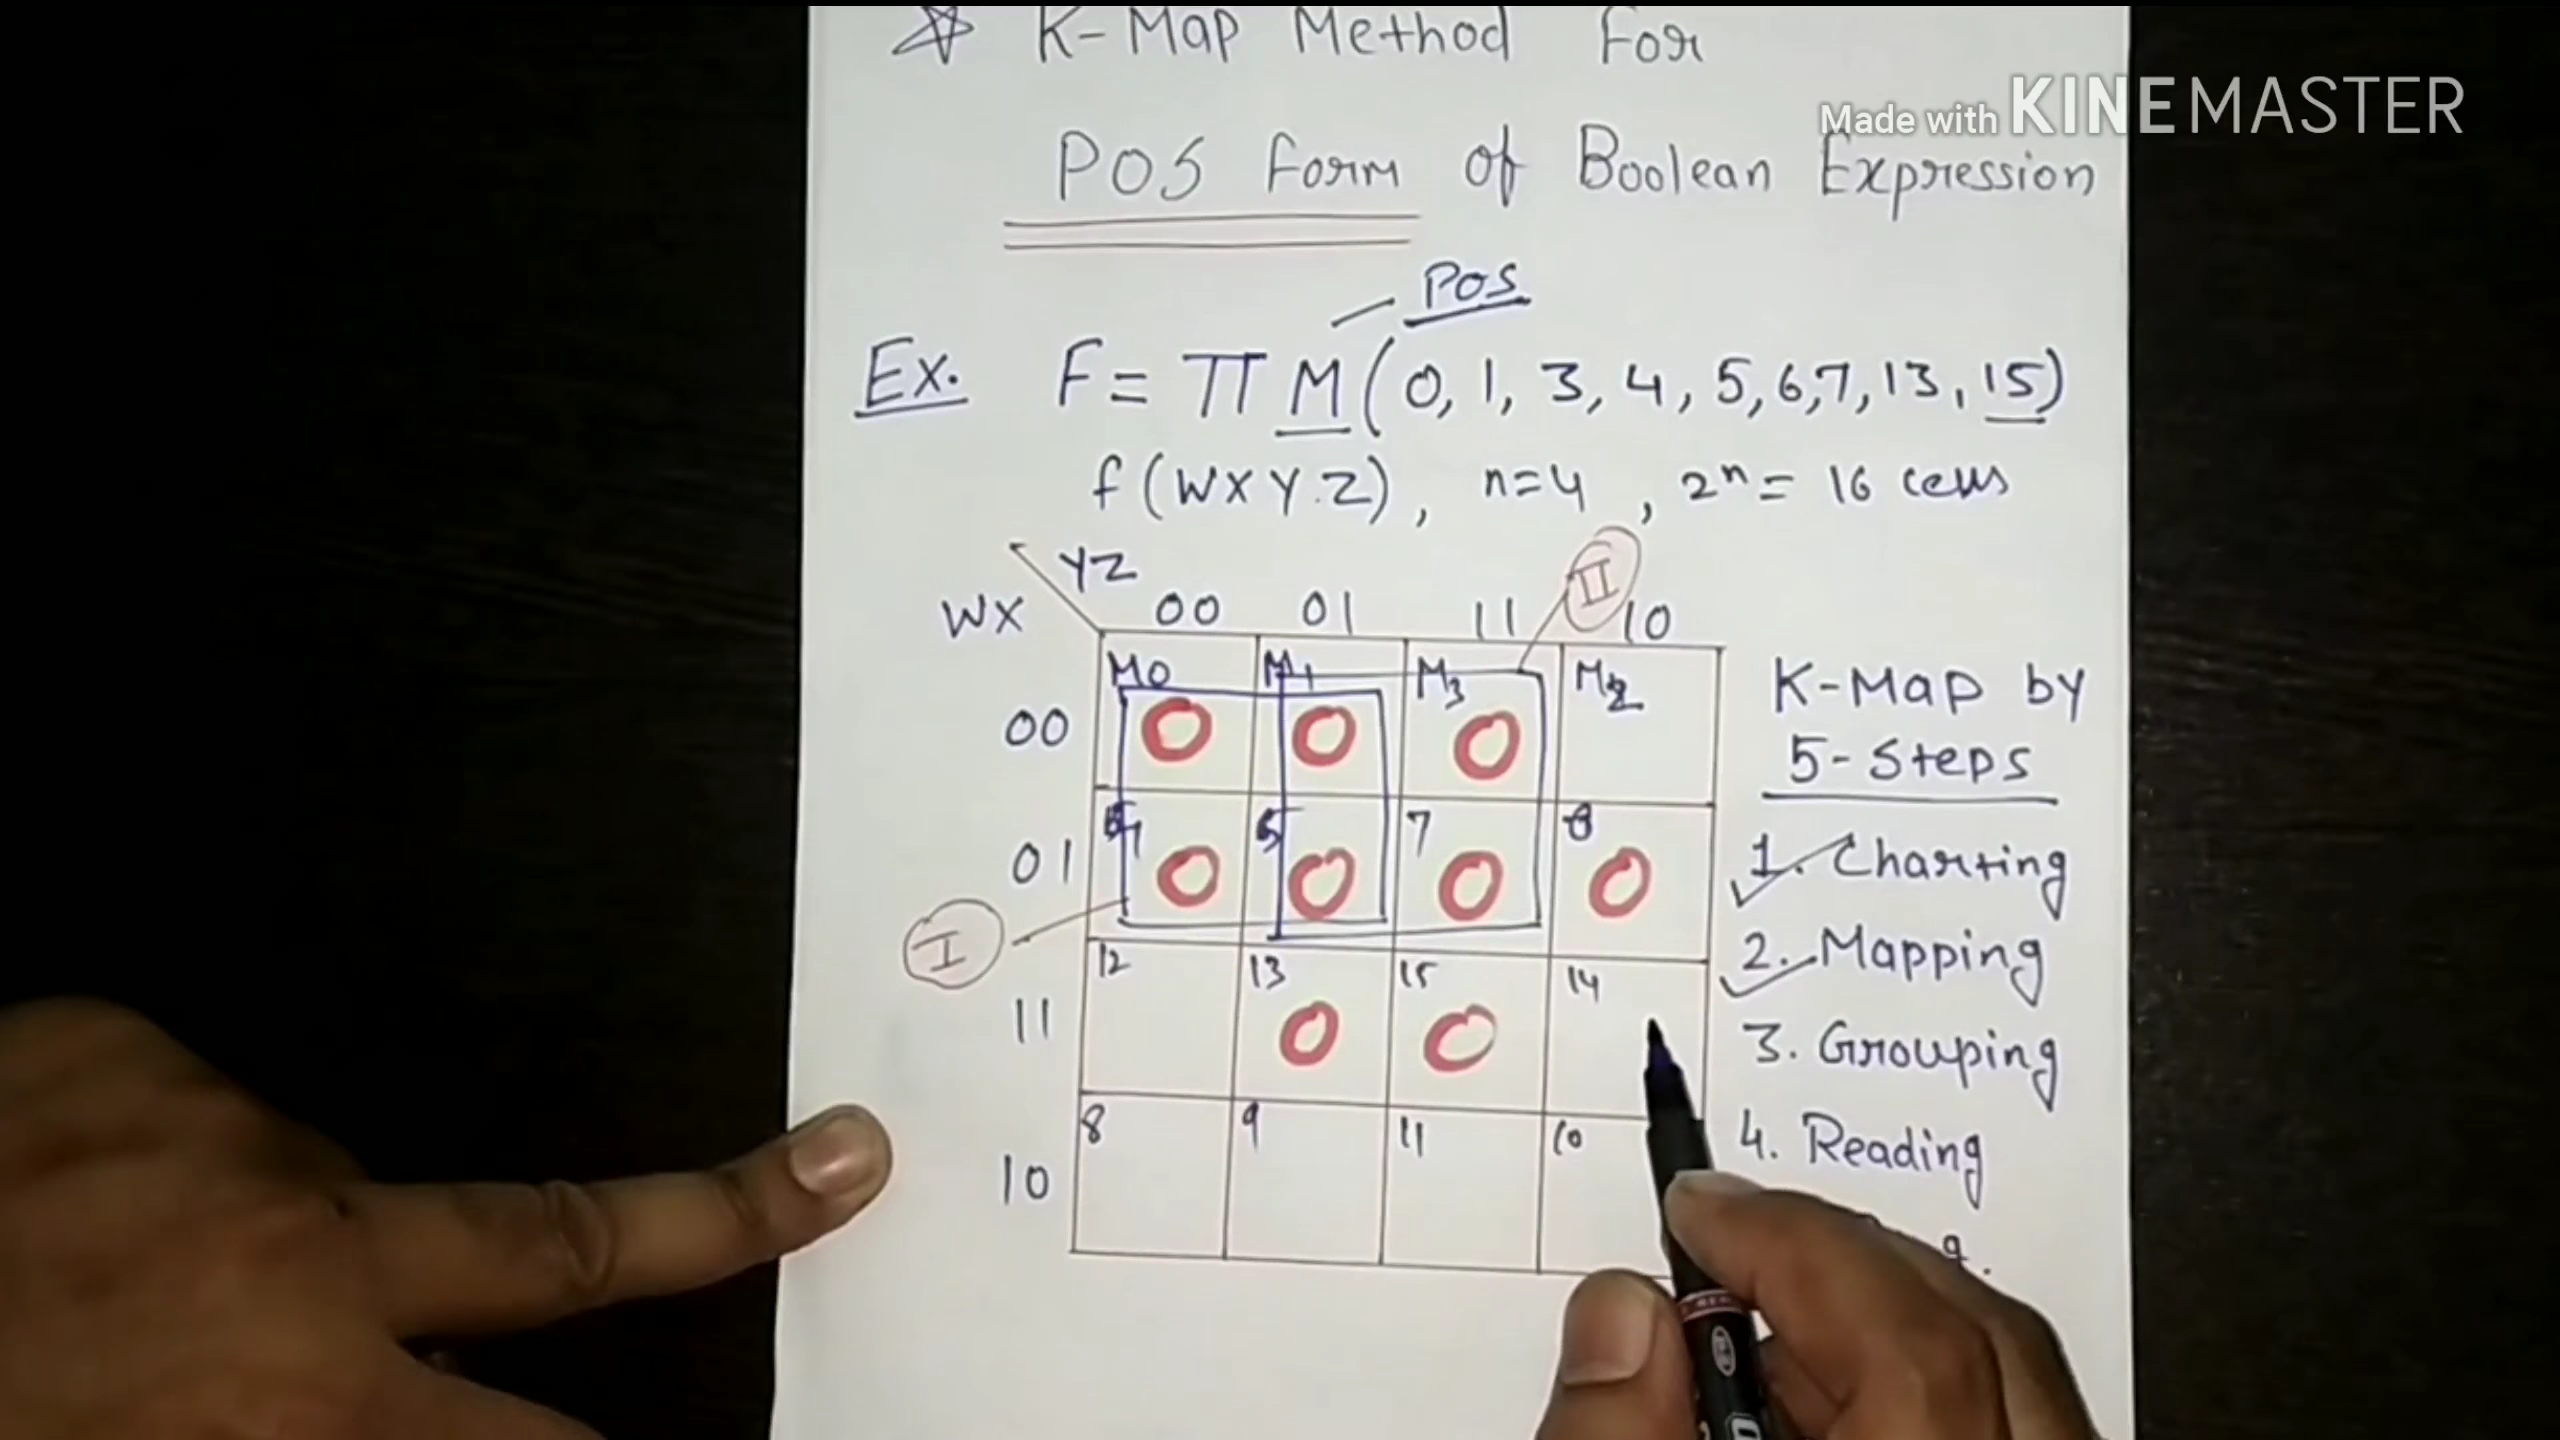 K-Map Method For
Made with KINEMASTER
POS Form of Boolean Expression
POS
Ex. F = π M (0, 1, 3, 4, 5, 6, 7, 13, 15)
f (W X Y Z), n=4, 2ⁿ = 16 cells
YZ
II
WX 00 01 11 10
M0 M1 M3 M2
00 0 0 0
K-Map by
5-Steps
7
01 0 0 0 0
1. Charting
I
2. Mapping
12 13 15 14
11 0 0
3. Grouping
8 9 11 10
4. Reading
10